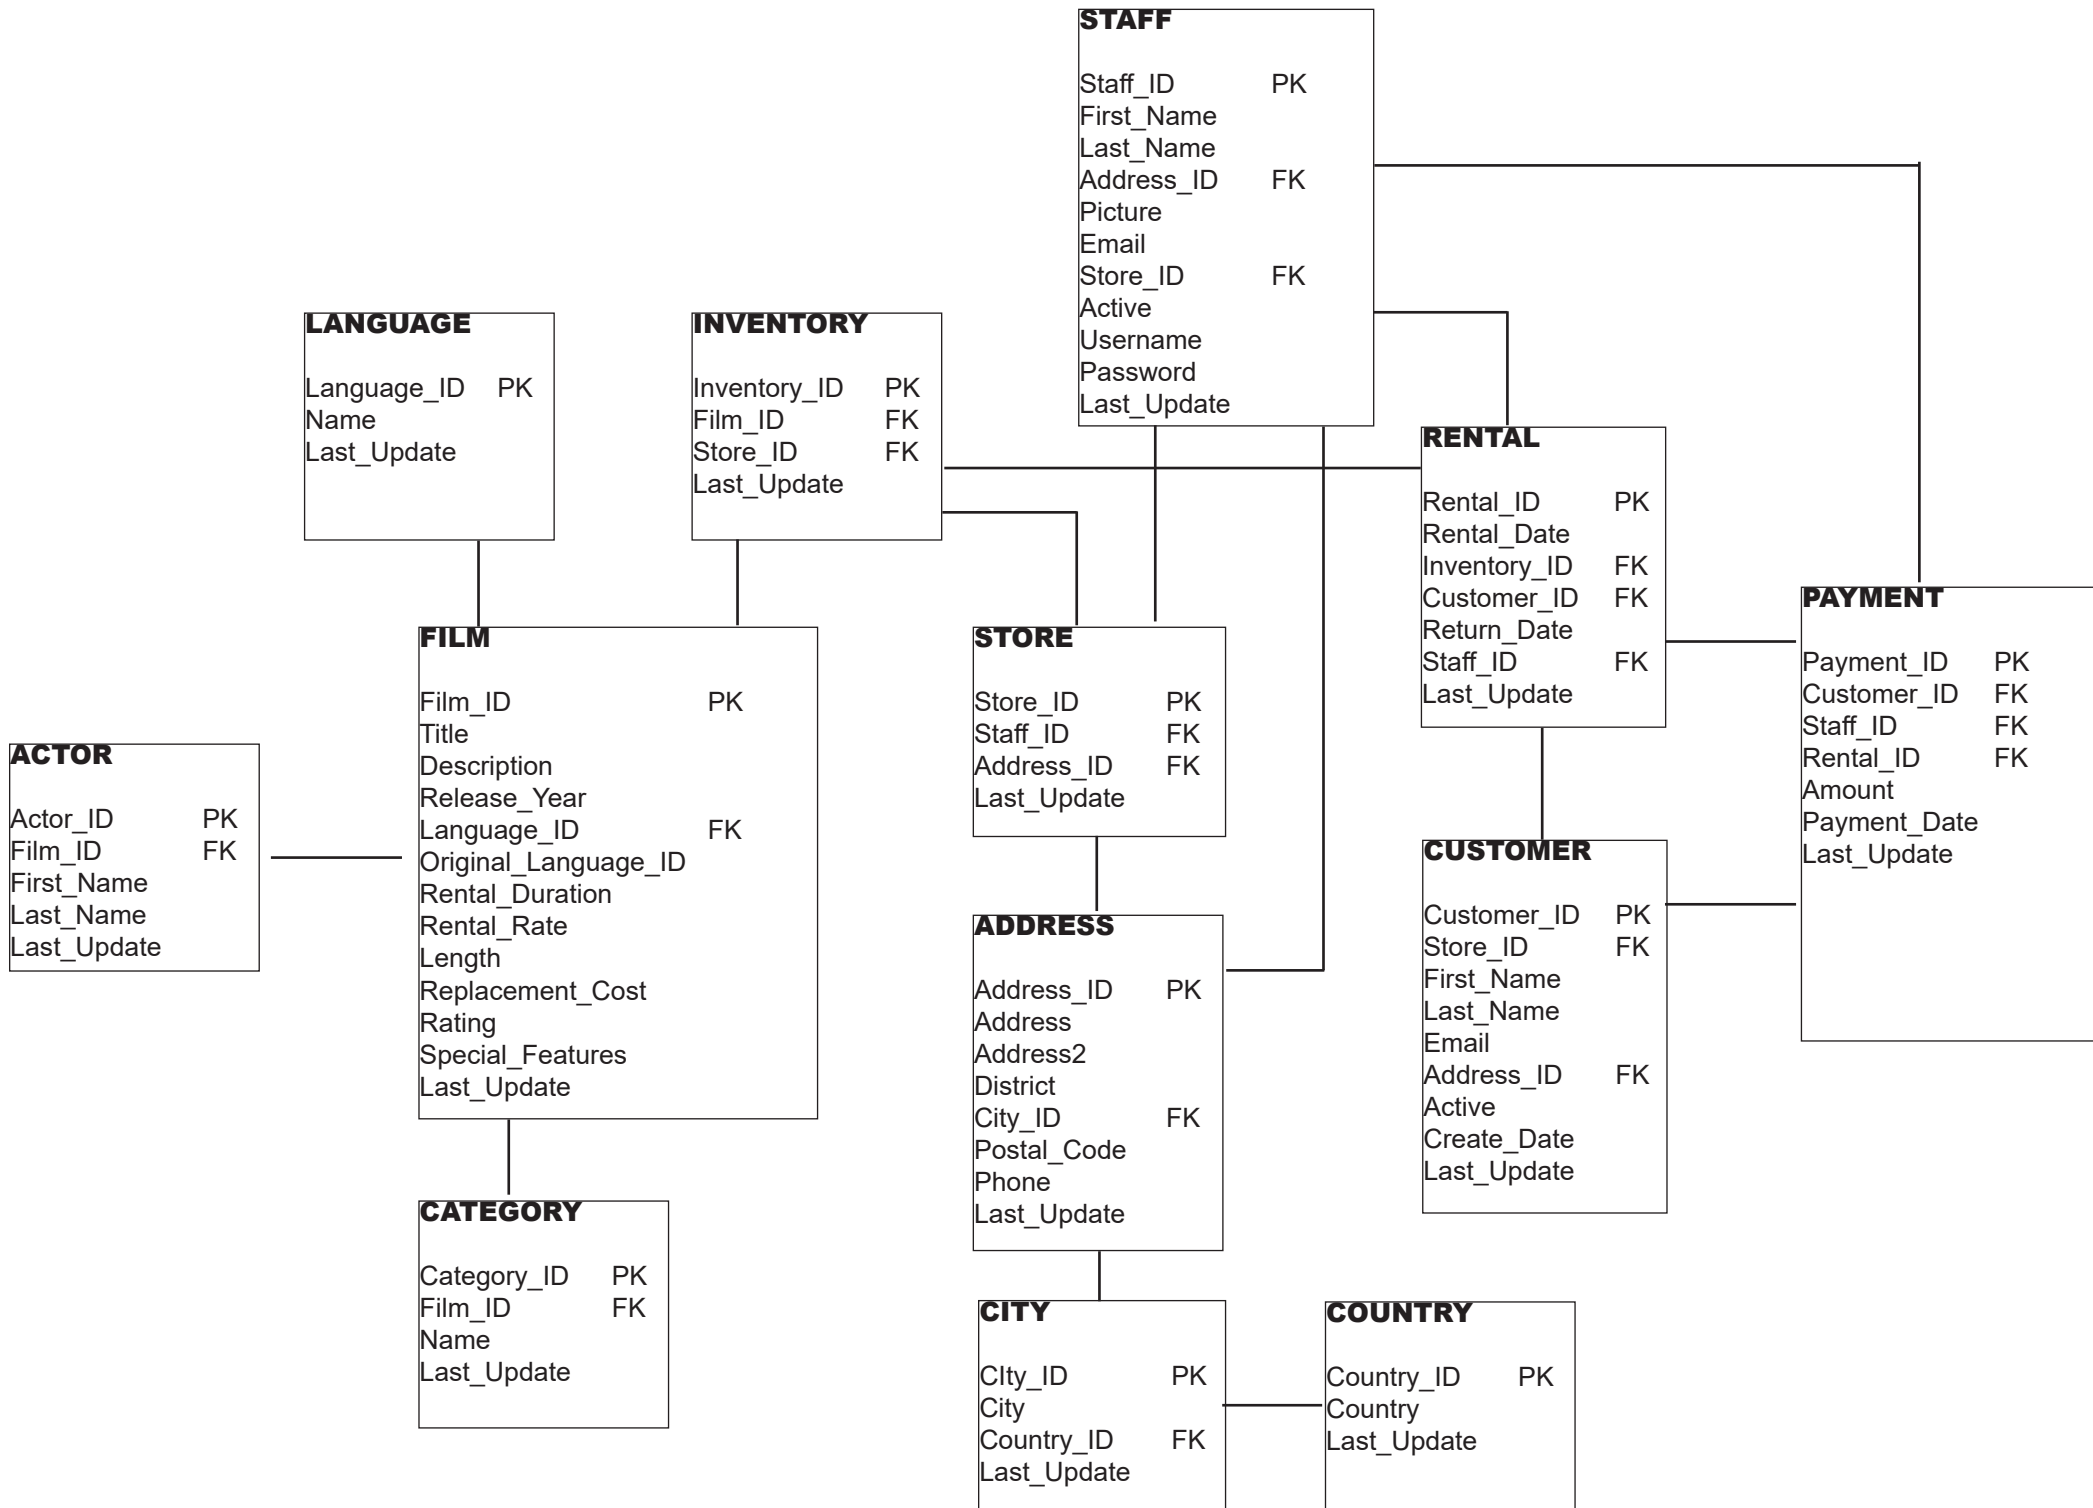 STAFF
Staff_ID PK
First_Name
Last_Name
Address_ID FK
Picture
Email
Store_ID FK
Active
Username
Password
Last_Update
LANGUAGE
Language_ID PK
Name
Last_Update
INVENTORY
Inventory_ID PK
Film_ID FK
Store_ID FK
Last_Update
RENTAL
Rental_ID PK
Rental_Date
Inventory_ID FK
Customer_ID FK
Return_Date
Staff_ID FK
Last_Update
PAYMENT
Payment_ID PK
Customer_ID FK
Staff_ID FK
Rental_ID FK
Amount
Payment_Date
Last_Update
FILM
Film_ID PK
Title
Description
Release_Year
Language_ID FK
Original_Language_ID
Rental_Duration
Rental_Rate
Length
Replacement_Cost
Rating
Special_Features
Last_Update
STORE
Store_ID PK
Staff_ID FK
Address_ID FK
Last_Update
ACTOR
Actor_ID PK
Film_ID FK
First_Name
Last_Name
Last_Update
CUSTOMER
Customer_ID PK
Store_ID FK
First_Name
Last_Name
Email
Address_ID FK
Active
Create_Date
Last_Update
ADDRESS
Address_ID PK
Address
Address2
District
City_ID FK
Postal_Code
Phone
Last_Update
CATEGORY
Category_ID PK
Film_ID FK
Name
Last_Update
CITY
CIty_ID PK
City
Country_ID FK
Last_Update
COUNTRY
Country_ID PK
Country
Last_Update